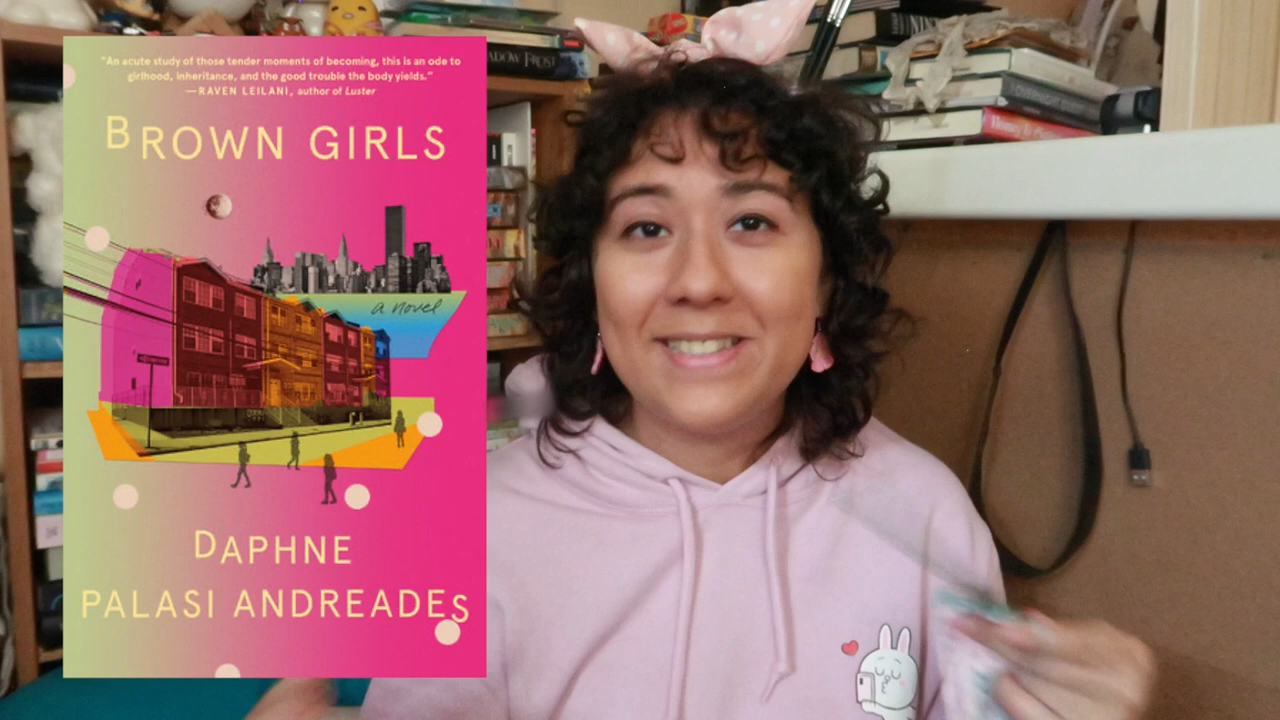 "An acute study of those tender moments of becoming, this is an ode to
girlhood, inheritance, and the good trouble the body yields."
—RAVEN LEILANI, author of Luster
BROWN GIRLS
a novel
DAPHNE
PALASI ANDREADES